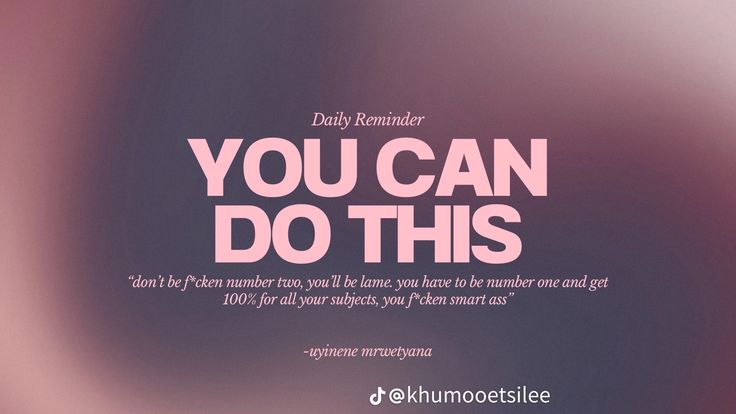 Daily Reminder
YOU CAN
DO THIS
“don’t be f*cken number two, you’ll be lame. you have to be number one and get
100% for all your subjects, you f*cken smart ass”
-uyinene mrwetyana
@khumooetsilee